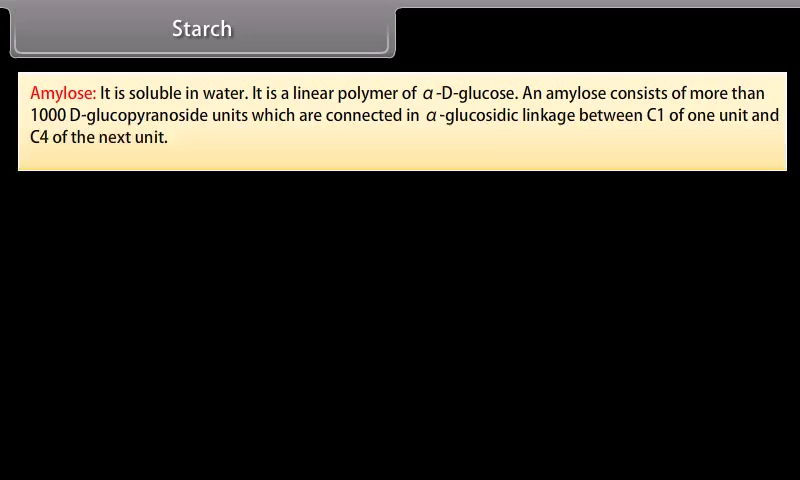 Starch
Amylose: It is soluble in water. It is a linear polymer of α-D-glucose. An amylose consists of more than
1000 D-glucopyranoside units which are connected in α-glucosidic linkage between C1 of one unit and
C4 of the next unit.